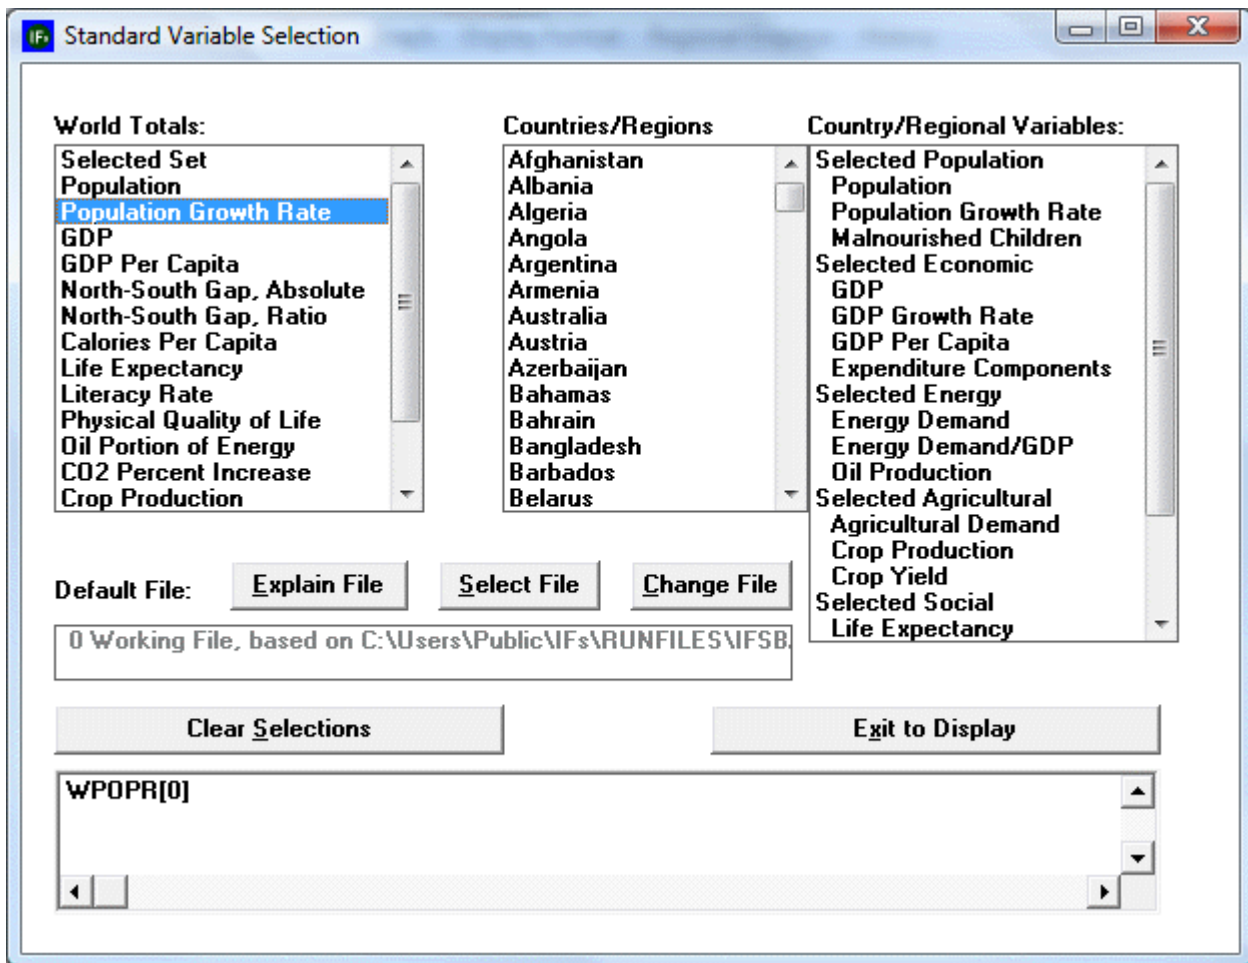 IFs Standard Variable Selection
World Totals:
Selected Set
Population
Population Growth Rate
GDP
GDP Per Capita
North-South Gap, Absolute
North-South Gap, Ratio
Calories Per Capita
Life Expectancy
Literacy Rate
Physical Quality of Life
Oil Portion of Energy
CO2 Percent Increase
Crop Production
Countries/Regions
Afghanistan
Albania
Algeria
Angola
Argentina
Armenia
Australia
Austria
Azerbaijan
Bahamas
Bahrain
Bangladesh
Barbados
Belarus
Country/Regional Variables:
Selected Population
Population
Population Growth Rate
Malnourished Children
Selected Economic
GDP
GDP Growth Rate
GDP Per Capita
Expenditure Components
Selected Energy
Energy Demand
Energy Demand/GDP
Oil Production
Selected Agricultural
Agricultural Demand
Crop Production
Crop Yield
Selected Social
Life Expectancy
Default File:
Explain File
Select File
Change File
0 Working File, based on C:\Users\Public\IFs\RUNFILES\IFSB.
Clear Selections
Exit to Display
WPOPR[0]